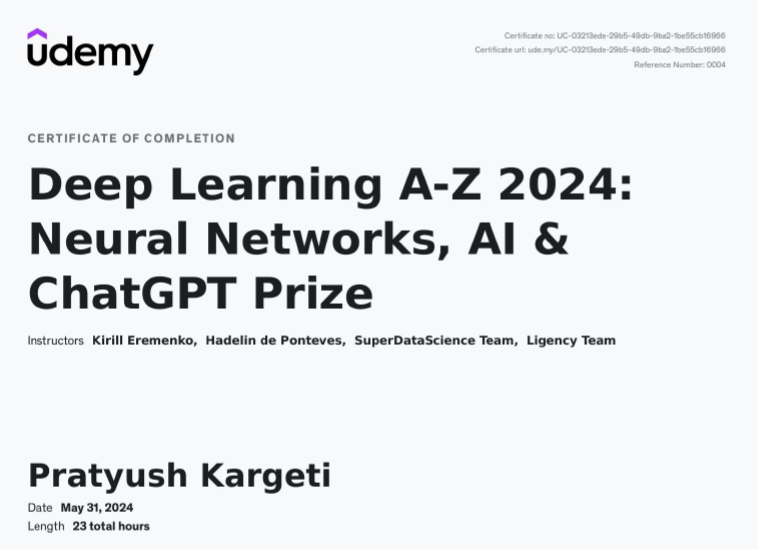 udemy
Certificate no: UC-03213ede-29b5-49db-9ba2-1be55cb16966
Certificate url: ude.my/UC-03213ede-29b5-49db-9ba2-1be55cb16966
Reference Number: 0004
CERTIFICATE OF COMPLETION
Deep Learning A-Z 2024:
Neural Networks, AI &
ChatGPT Prize
Instructors Kirill Eremenko, Hadelin de Ponteves, SuperDataScience Team, Ligency Team
Pratyush Kargeti
Date May 31, 2024
Length 23 total hours